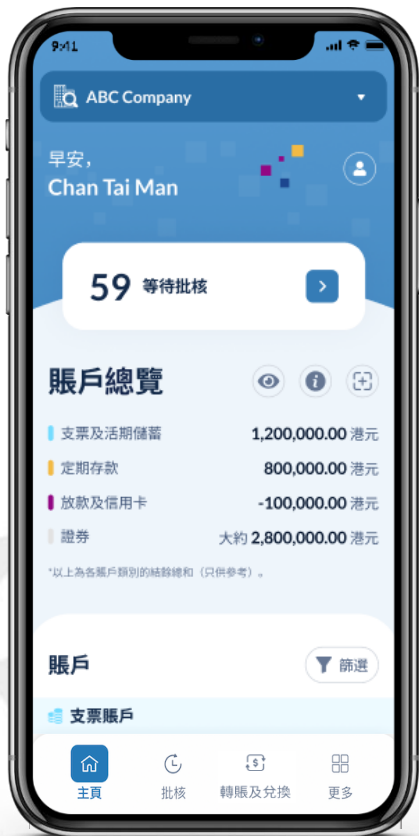 9:41
ABC Company
早安，
Chan Tai Man
59 等待批核
賬戶總覽
支票及活期儲蓄 1,200,000.00 港元
定期存款 800,000.00 港元
放款及信用卡 -100,000.00 港元
證券 大約 2,800,000.00 港元
*以上為各賬戶類別的結餘總和（只供參考）。
賬戶 篩選
支票賬戶
主頁 批核 轉賬及兌換 更多